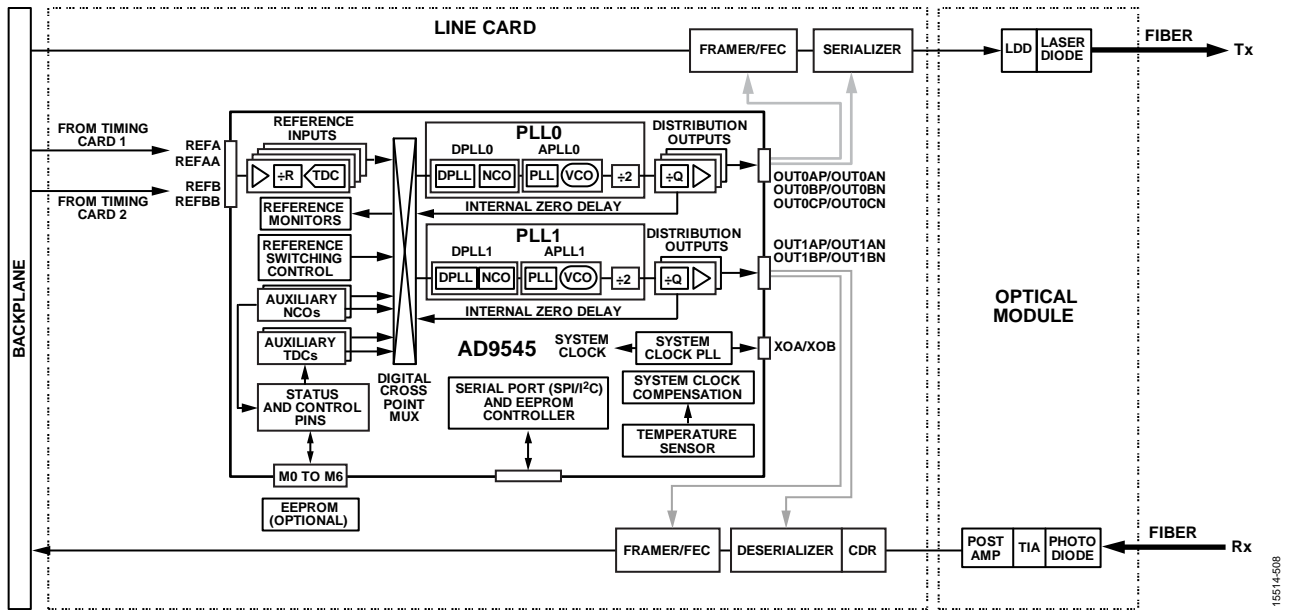 LINE CARD
BACKPLANE
FRAMER/FEC
SERIALIZER
LDD
LASER
DIODE
FIBER
Tx
FROM TIMING
CARD 1
FROM TIMING
CARD 2
REFA
REFAA
REFB
REFBB
REFERENCE
INPUTS
÷R
TDC
REFERENCE
MONITORS
REFERENCE
SWITCHING
CONTROL
AUXILIARY
NCOs
AUXILIARY
TDCs
STATUS
AND CONTROL
PINS
M0 TO M6
EEPROM
(OPTIONAL)
DIGITAL
CROSS
POINT
MUX
PLL0
DPLL0
APLL0
DPLL
NCO
PLL
VCO
÷2
INTERNAL ZERO DELAY
DISTRIBUTION
OUTPUTS
÷Q
OUT0AP/OUT0AN
OUT0BP/OUT0BN
OUT0CP/OUT0CN
PLL1
DPLL1
APLL1
DPLL
NCO
PLL
VCO
÷2
INTERNAL ZERO DELAY
DISTRIBUTION
OUTPUTS
÷Q
OUT1AP/OUT1AN
OUT1BP/OUT1BN
AD9545
SYSTEM
CLOCK
SYSTEM
CLOCK PLL
XOA/XOB
SERIAL PORT (SPI/I²C)
AND EEPROM
CONTROLLER
SYSTEM CLOCK
COMPENSATION
TEMPERATURE
SENSOR
OPTICAL
MODULE
FRAMER/FEC
DESERIALIZER
CDR
POST
AMP
TIA
PHOTO
DIODE
FIBER
Rx
15514-508